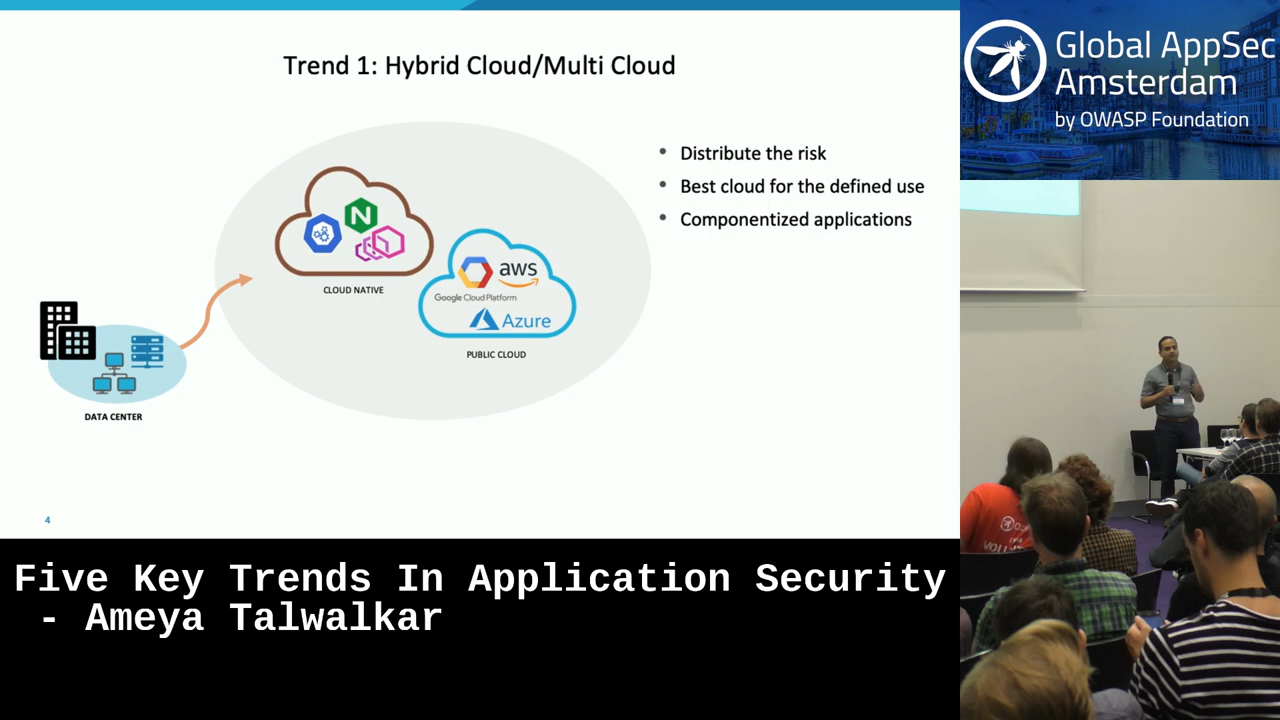 Trend 1: Hybrid Cloud/Multi Cloud
Distribute the risk
Best cloud for the defined use
Componentized applications
N
CLOUD NATIVE
aws
Google Cloud Platform
Azure
PUBLIC CLOUD
DATA CENTER
4
Global AppSec
Amsterdam
by OWASP Foundation
Five Key Trends In Application Security
- Ameya Talwalkar